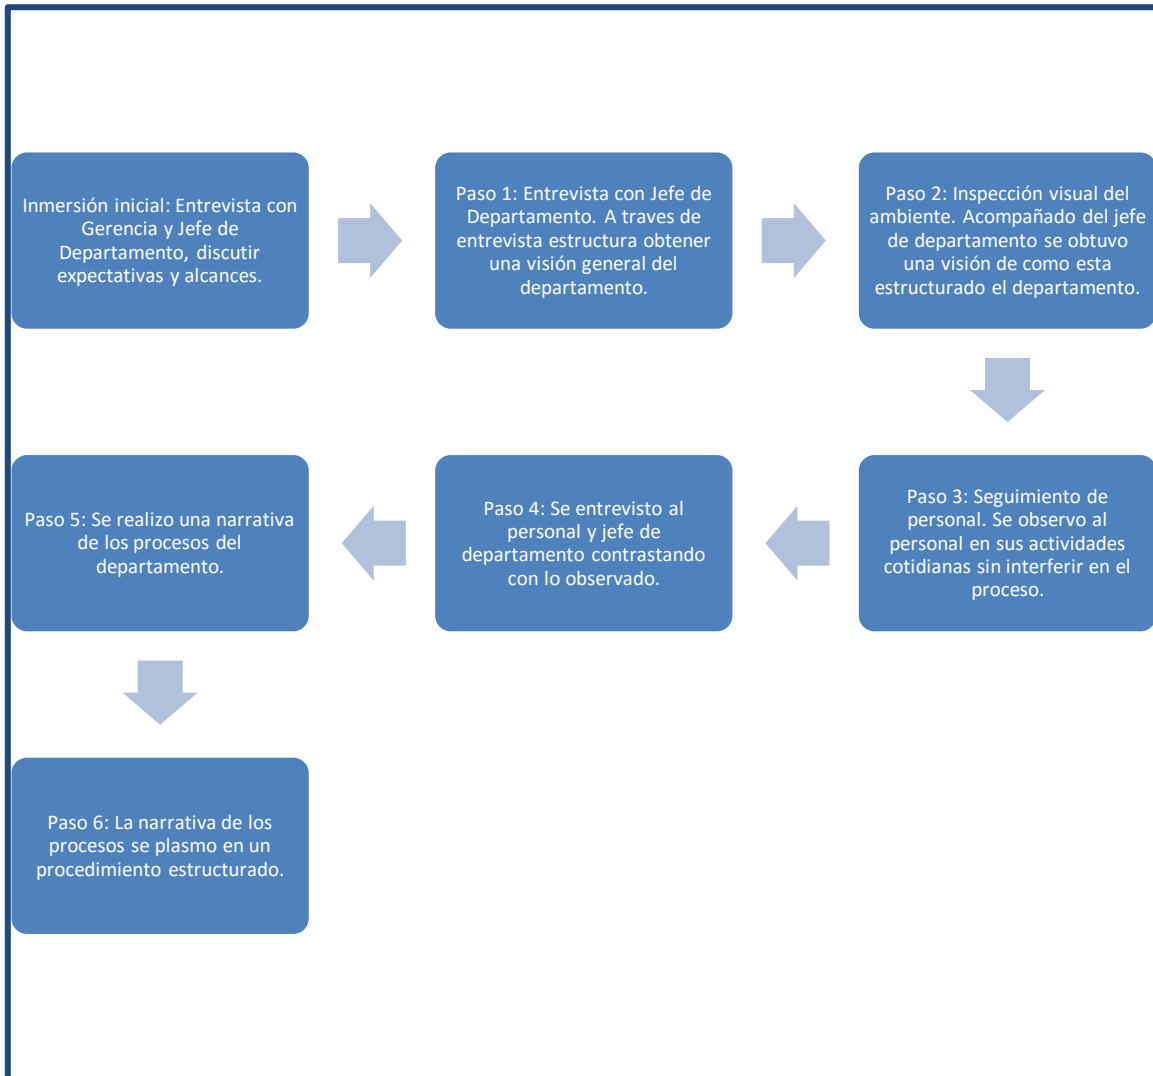 Inmersión inicial: Entrevista con
Gerencia y Jefe de
Departamento, discutir
expectativas y alcances.
Paso 1: Entrevista con Jefe de
Departamento. A traves de
entrevista estructura obtener
una visión general del
departamento.
Paso 2: Inspección visual del
ambiente. Acompañado del jefe
de departamento se obtuvo
una visión de como esta
estructurado el departamento.
Paso 3: Seguimiento de
personal. Se observo al
personal en sus actividades
cotidianas sin interferir en el
proceso.
Paso 4: Se entrevisto al
personal y jefe de
departamento contrastando
con lo observado.
Paso 5: Se realizo una narrativa
de los procesos del
departamento.
Paso 6: La narrativa de los
procesos se plasmo en un
procedimiento estructurado.